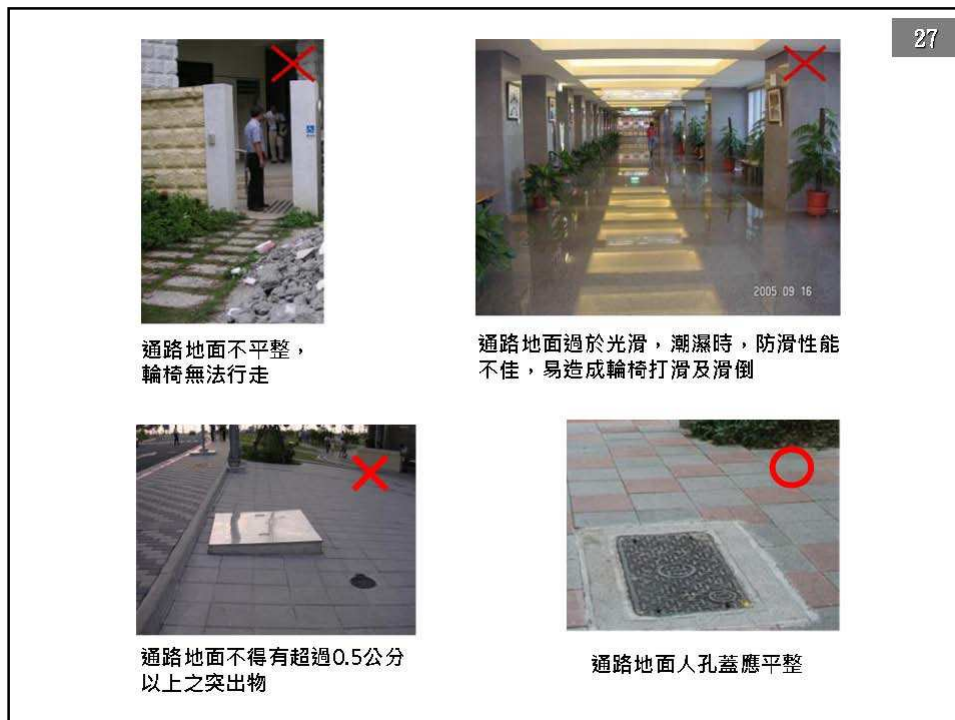 27
2005 09 16
通路地面不平整，
輪椅無法行走
通路地面過於光滑，潮濕時，防滑性能
不佳，易造成輪椅打滑及滑倒
通路地面不得有超過0.5公分
以上之突出物
通路地面人孔蓋應平整